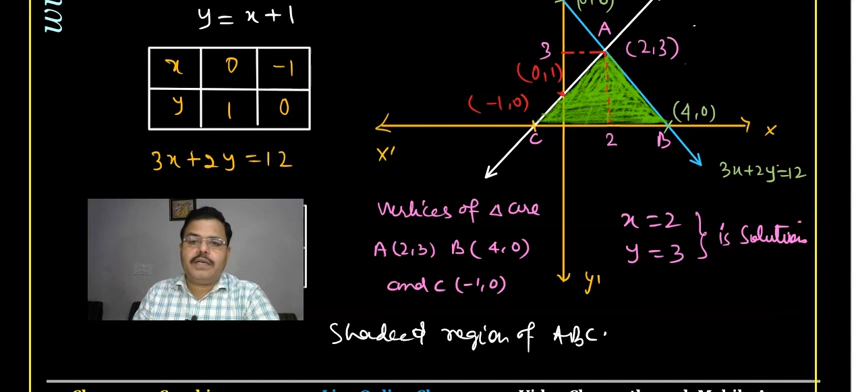 y = x + 1
x 0 -1
y 1 0
3x + 2y = 12
A
3
(2,3)
(0,1)
(-1,0)
(4,0)
C 2 B x
x'
3x+2y=12
y'
vertices of Δ are
A(2,3) B(4,0)
and c (-1,0)
x = 2
y = 3 } is Solution
Shaded region of ABC.